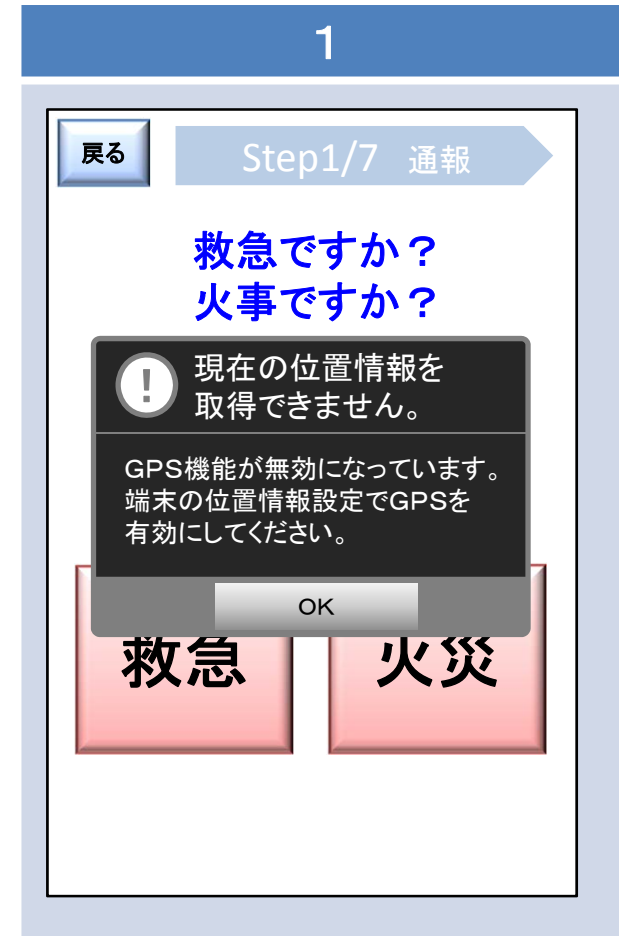 1
戻る
Step1/7 通報
救急ですか？
火事ですか？
!
現在の位置情報を
取得できません。
GPS機能が無効になっています。
端末の位置情報設定でGPSを
有効にしてください。
OK
救急
火災